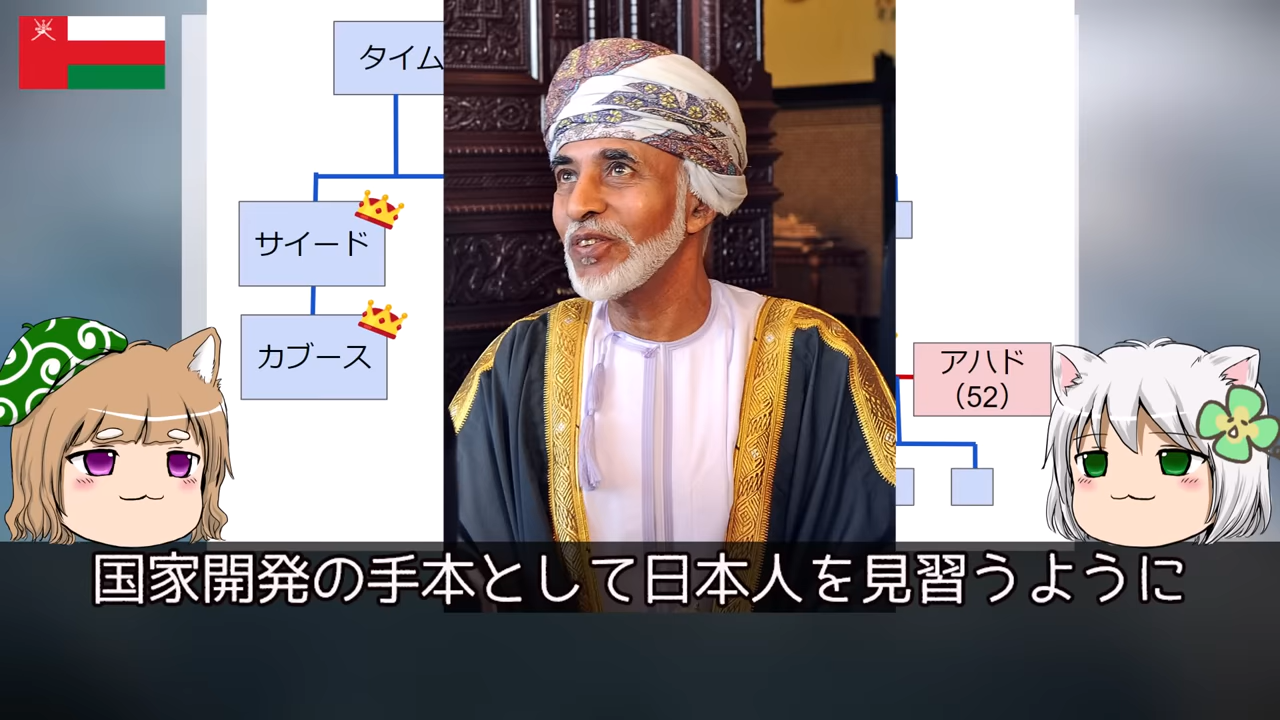 タイム
サイード
カブース
アハド
（52）
国家開発の手本として日本人を見習うように